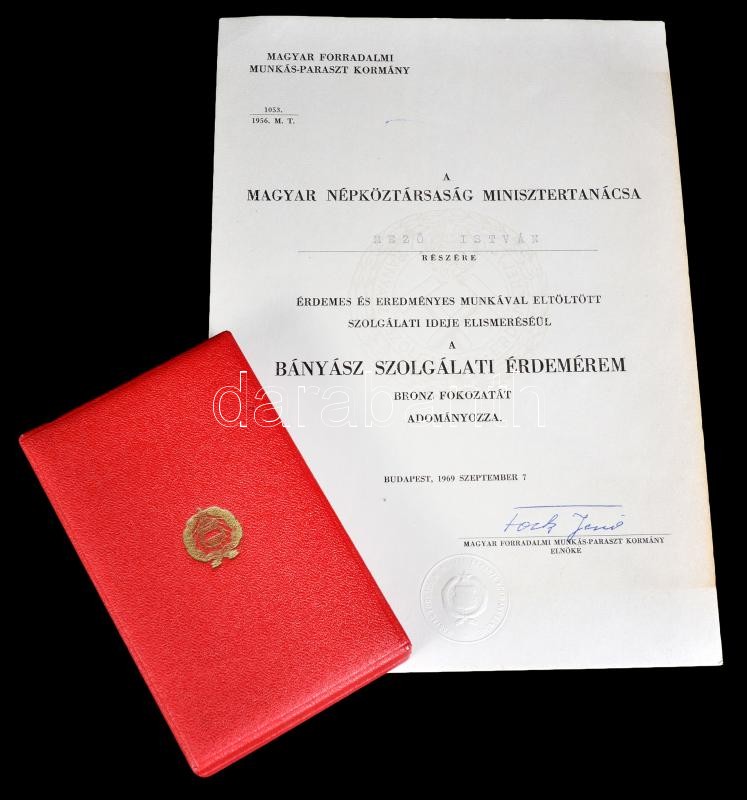 MAGYAR FORRADALMI
MUNKÁS-PARASZT KORMÁNY
1053.
1956. M. T.
A
MAGYAR NÉPKÖZTÁRSASÁG MINISZTERTANÁCSA
REZŐ ISTVÁN
RÉSZÉRE
ÉRDEMES ÉS EREDMÉNYES MUNKÁVAL ELTÖLTÖTT
SZOLGÁLATI IDEJE ELISMERÉSÉÜL
A
BÁNYÁSZ SZOLGÁLATI ÉRDEMÉREM
BRONZ FOKOZATÁT
ADOMÁNYOZZA.
darabanth
BUDAPEST, 1969 SZEPTEMBER 7
Fock Jenő
MAGYAR FORRADALMI MUNKÁS-PARASZT KORMÁNY
ELNÖKE